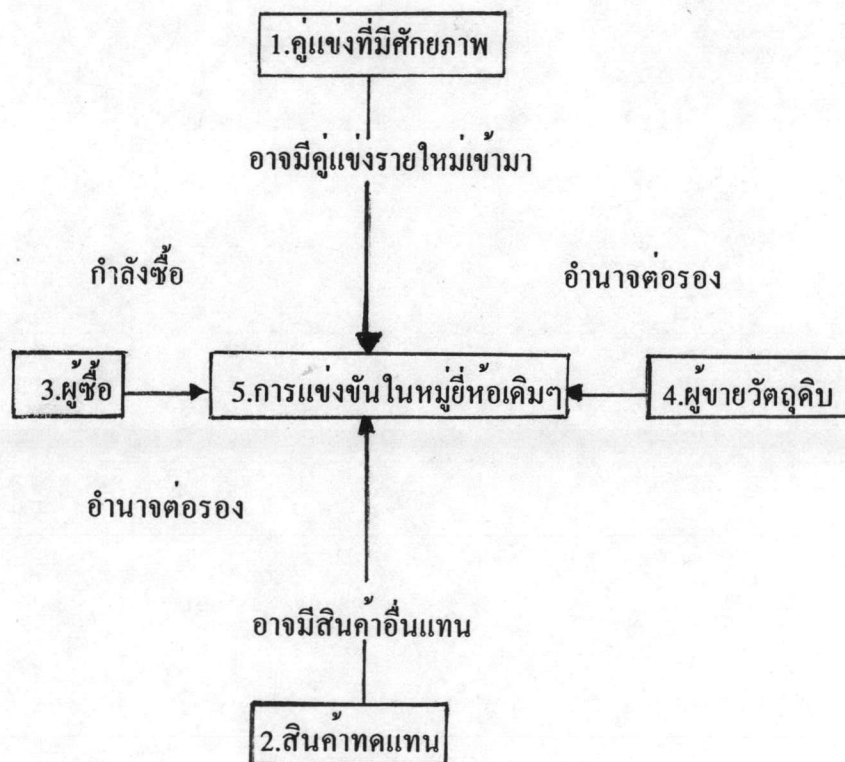 1.คู่แข่งที่มีศักยภาพ
อาจมีคู่แข่งรายใหม่เข้ามา
กำลังซื้อ
อำนาจต่อรอง
3.ผู้ซื้อ
5.การแข่งขันในหมู่ยี่ห้อเดิมๆ
4.ผู้ขายวัตถุดิบ
อำนาจต่อรอง
อาจมีสินค้าอื่นแทน
2.สินค้าทดแทน